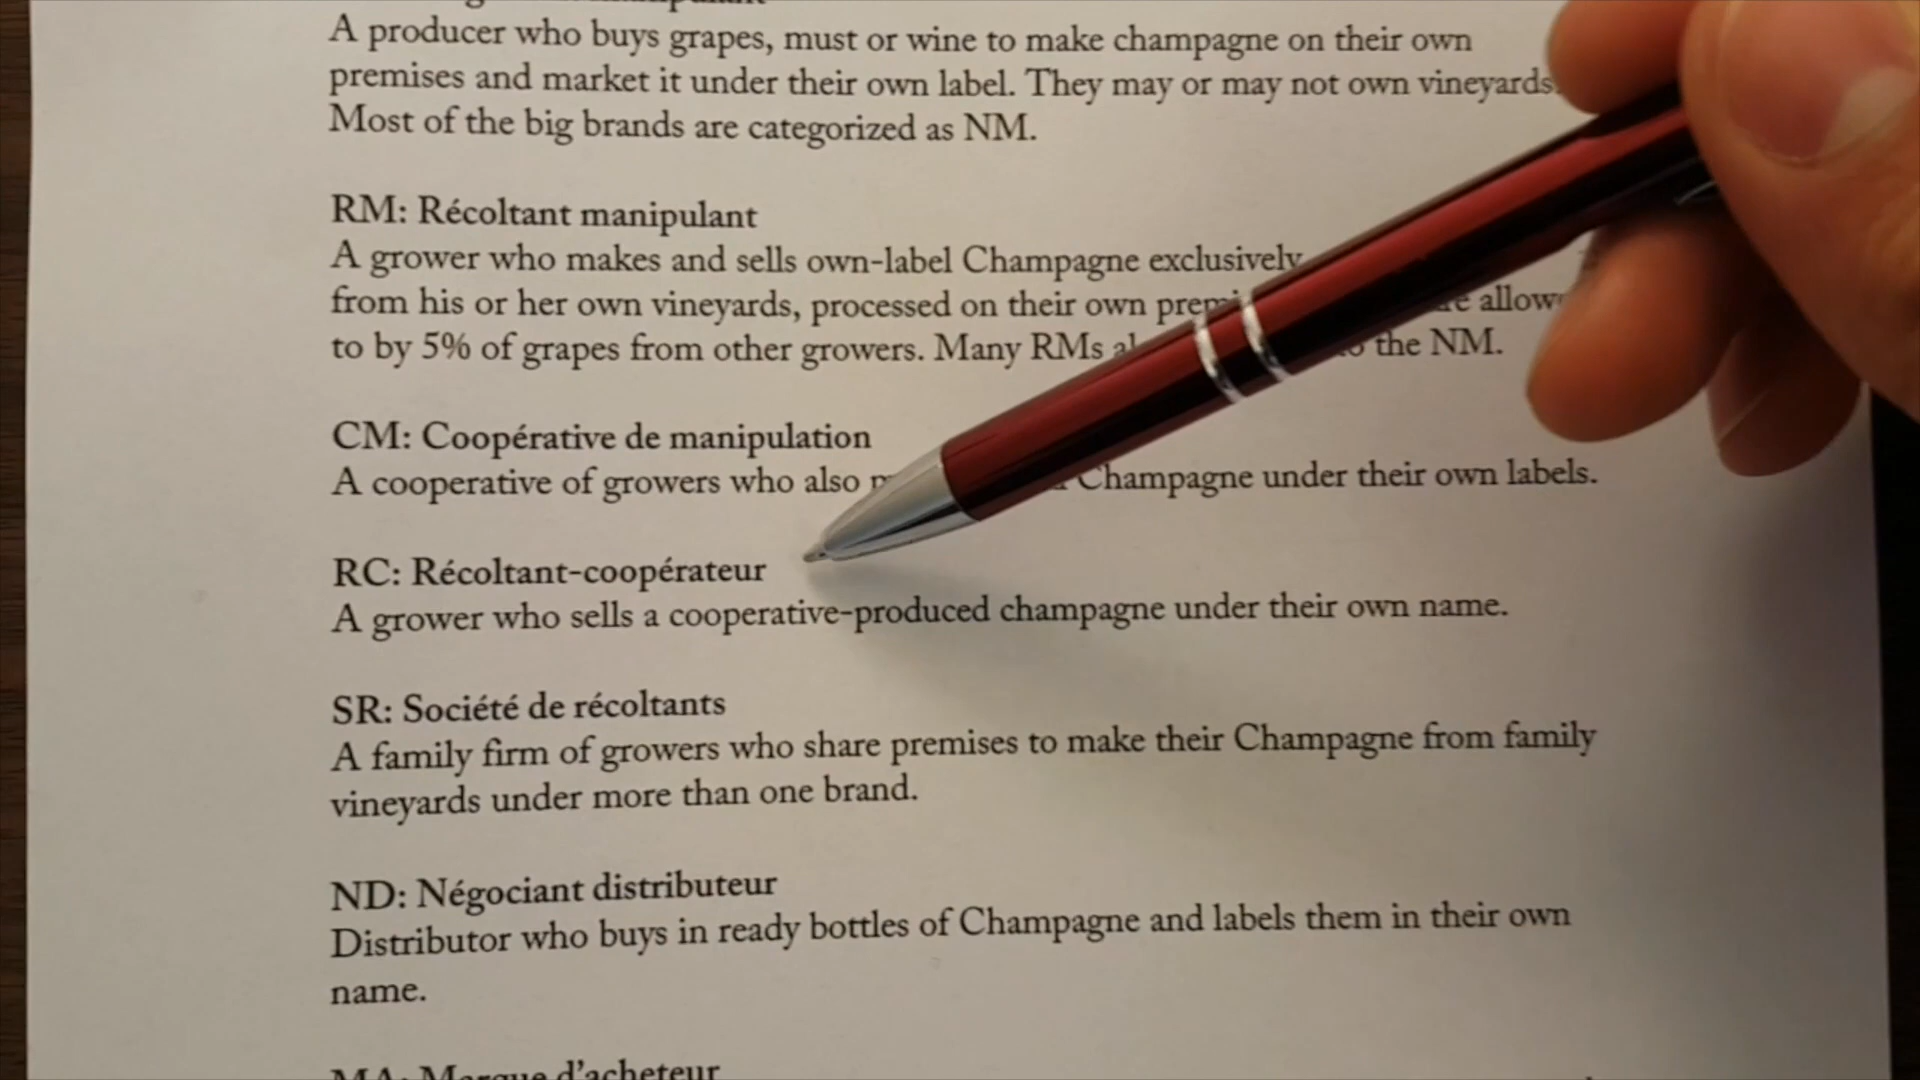 A producer who buys grapes, must or wine to make champagne on their own
premises and market it under their own label. They may or may not own vineyards.
Most of the big brands are categorized as NM.
RM: Récoltant manipulant
A grower who makes and sells own-label Champagne exclusively
from his or her own vineyards, processed on their own
to by 5% of grapes from other growers. Many RMs the NM.
CM: Coopérative de manipulation
A cooperative of growers who also Champagne under their own labels.
RC: Récoltant-coopérateur
A grower who sells a cooperative-produced champagne under their own name.
SR: Société de récoltants
A family firm of growers who share premises to make their Champagne from family
vineyards under more than one brand.
ND: Négociant distributeur
Distributor who buys in ready bottles of Champagne and labels them in their own
name.
MA: Marque d'acheteur